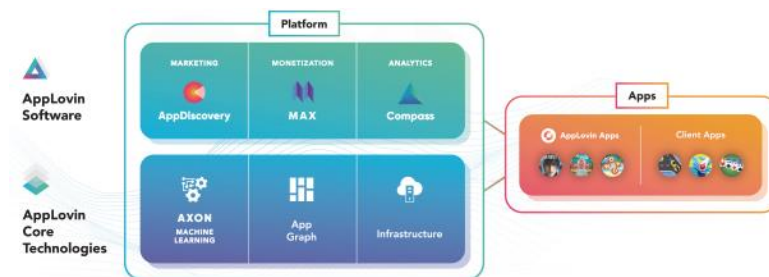 Platform
MARKETING
AppDiscovery
MONETIZATION
MAX
ANALYTICS
Compass
AppLovin
Software
AXON
MACHINE
LEARNING
App
Graph
Infrastructure
AppLovin
Core
Technologies
Apps
AppLovin Apps
Client Apps